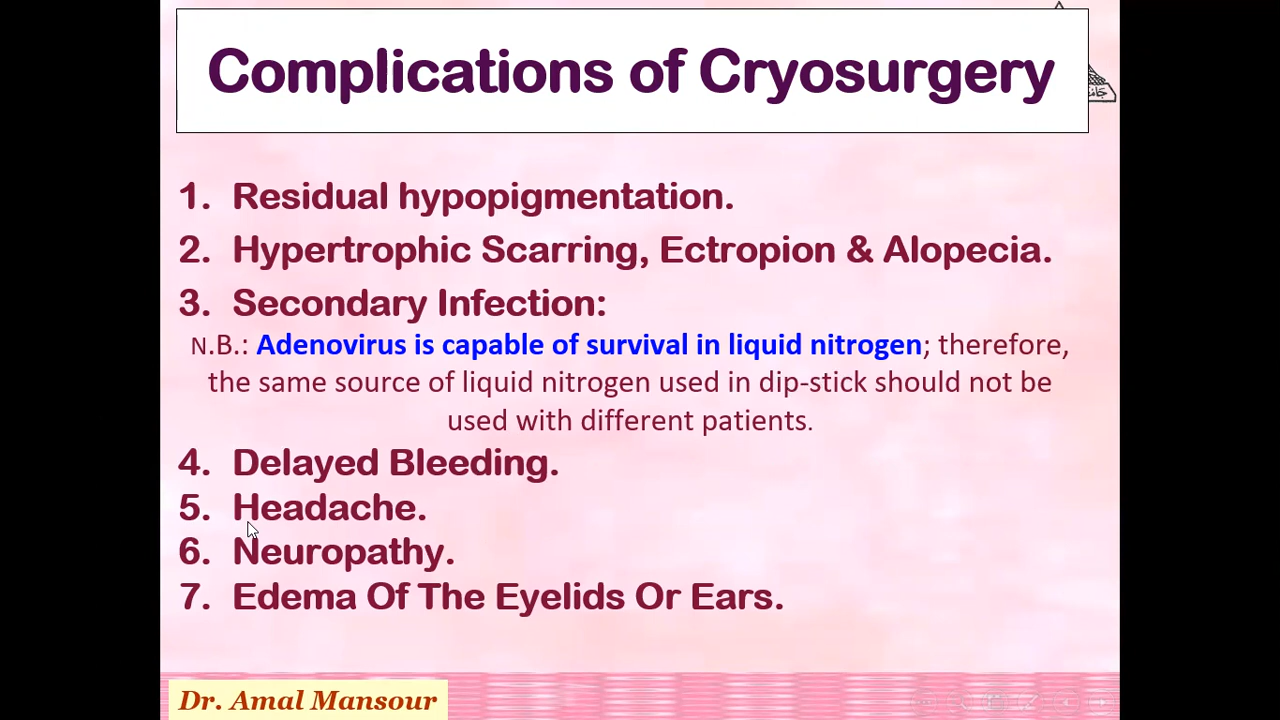 Complications of Cryosurgery
1. Residual hypopigmentation.
2. Hypertrophic Scarring, Ectropion & Alopecia.
3. Secondary Infection:
N.B.: Adenovirus is capable of survival in liquid nitrogen; therefore,
the same source of liquid nitrogen used in dip-stick should not be
used with different patients.
4. Delayed Bleeding.
5. Headache.
6. Neuropathy.
7. Edema Of The Eyelids Or Ears.
Dr. Amal Mansour